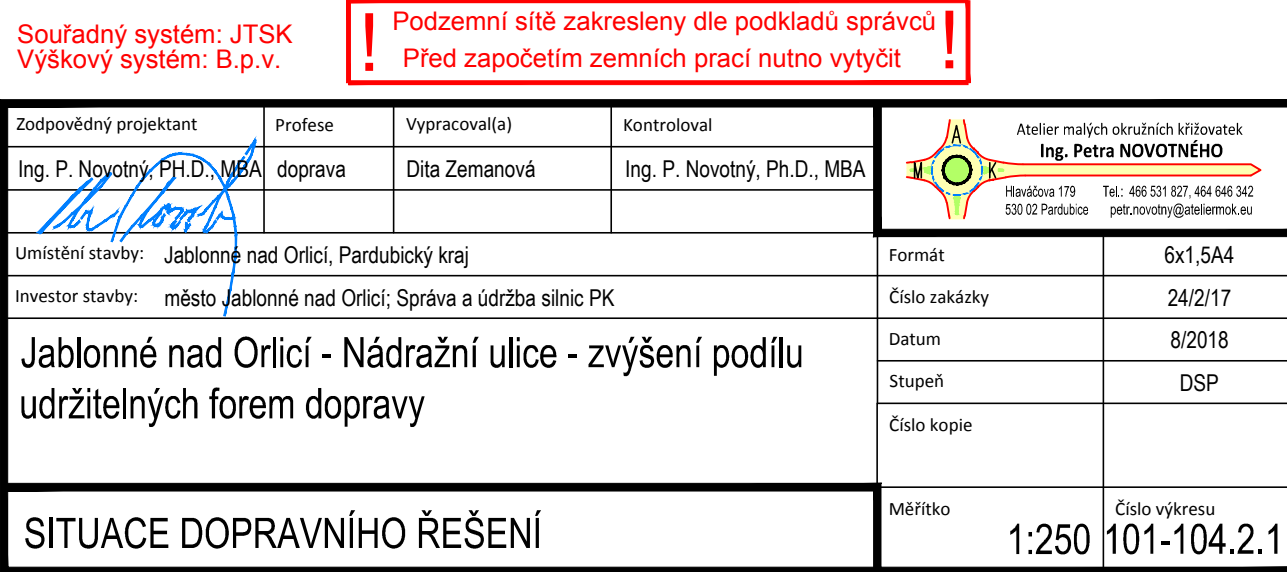 Souřadný systém: JTSK
Výškový systém: B.p.v.
! Podzemní sítě zakresleny dle podkladů správců !
Před započetím zemních prací nutno vytyčit
Zodpovědný projektant Profese Vypracoval(a) Kontroloval
Ing. P. Novotný, PH.D., MBA doprava Dita Zemanová Ing. P. Novotný, Ph.D., MBA
A
M K
Atelier malých okružních křižovatek
Ing. Petra NOVOTNÉHO
Hlaváčova 179 Tel.: 466 531 827, 464 646 342
530 02 Pardubice petr.novotny@ateliermok.eu
Umístění stavby: Jablonné nad Orlicí, Pardubický kraj
Investor stavby: město Jablonné nad Orlicí; Správa a údržba silnic PK
Jablonné nad Orlicí - Nádražní ulice - zvýšení podílu
udržitelných forem dopravy
Formát 6x1,5A4
Číslo zakázky 24/2/17
Datum 8/2018
Stupeň DSP
Číslo kopie
SITUACE DOPRAVNÍHO ŘEŠENÍ
Měřítko 1:250
Číslo výkresu 101-104.2.1